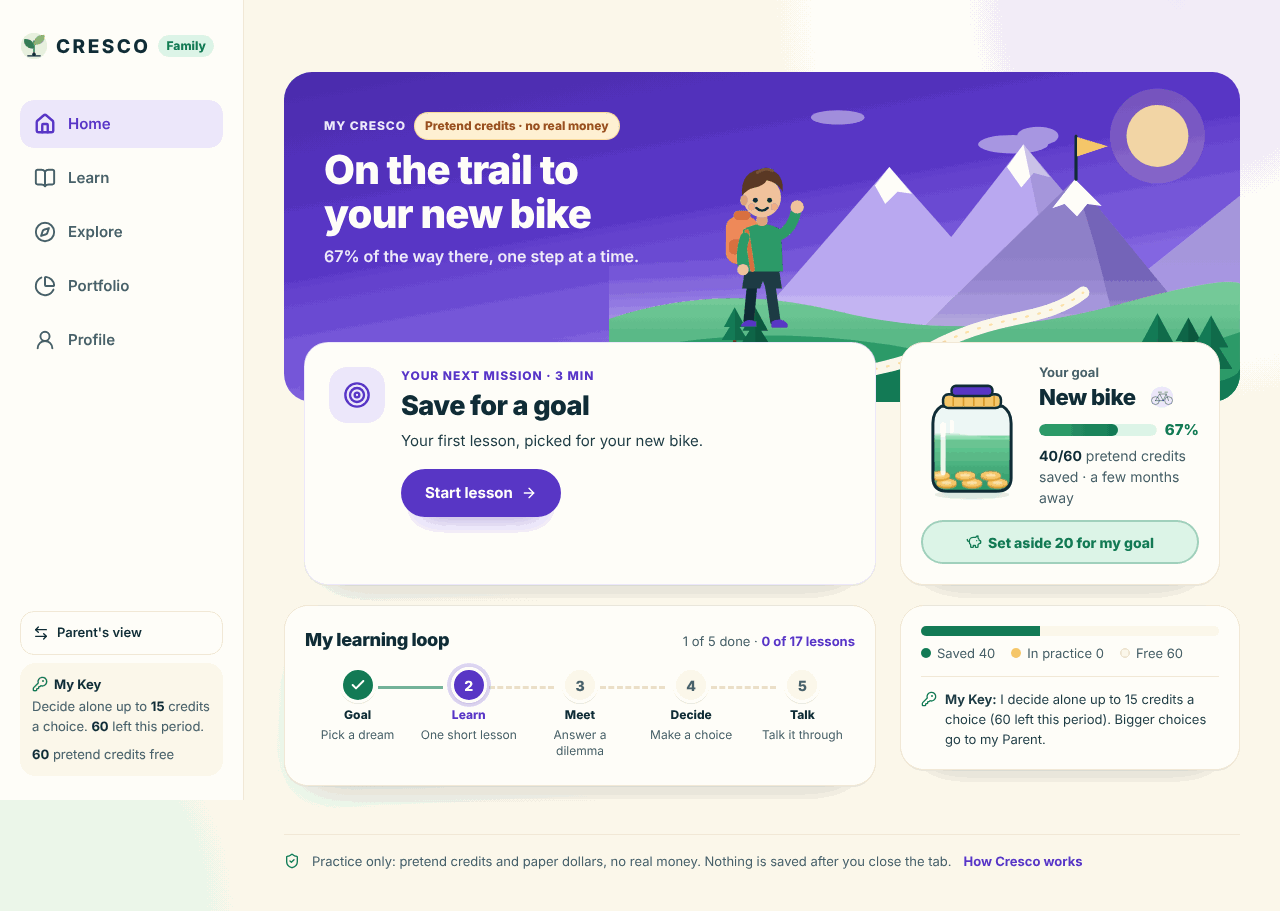 CRESCO Family
Home
Learn
Explore
Portfolio
Profile
Parent's view
My Key
Decide alone up to 15 credits
a choice. 60 left this period.
60 pretend credits free
MY CRESCO Pretend credits · no real money
On the trail to
your new bike
67% of the way there, one step at a time.
YOUR NEXT MISSION · 3 MIN
Save for a goal
Your first lesson, picked for your new bike.
Start lesson
Your goal
New bike
67%
40/60 pretend credits
saved · a few months
away
Set aside 20 for my goal
My learning loop
1 of 5 done · 0 of 17 lessons
2 3 4 5
Goal Learn Meet Decide Talk
Pick a dream One short lesson Answer a Make a choice Talk it through
dilemma
Saved 40 In practice 0 Free 60
My Key: I decide alone up to 15 credits a
choice (60 left this period). Bigger choices
go to my Parent.
Practice only: pretend credits and paper dollars, no real money. Nothing is saved after you close the tab. How Cresco works